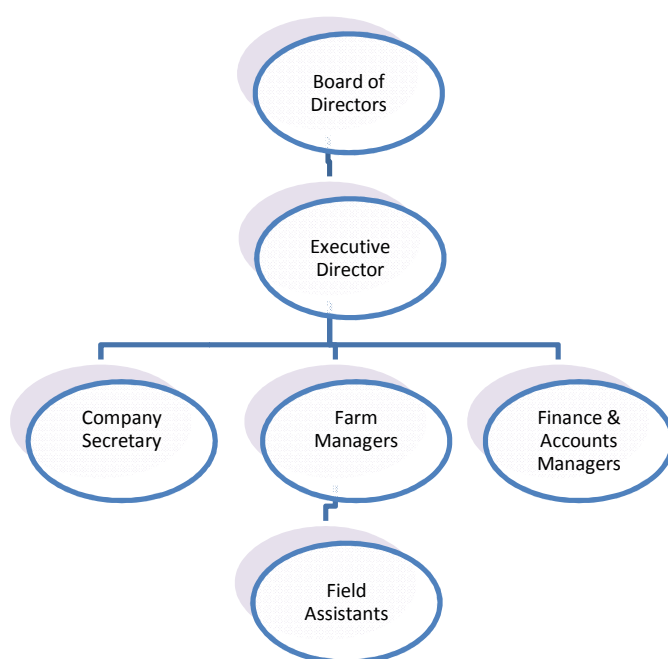 Board of
Directors
Executive
Director
Company
Secretary
Farm
Managers
Finance &
Accounts
Managers
Field
Assistants